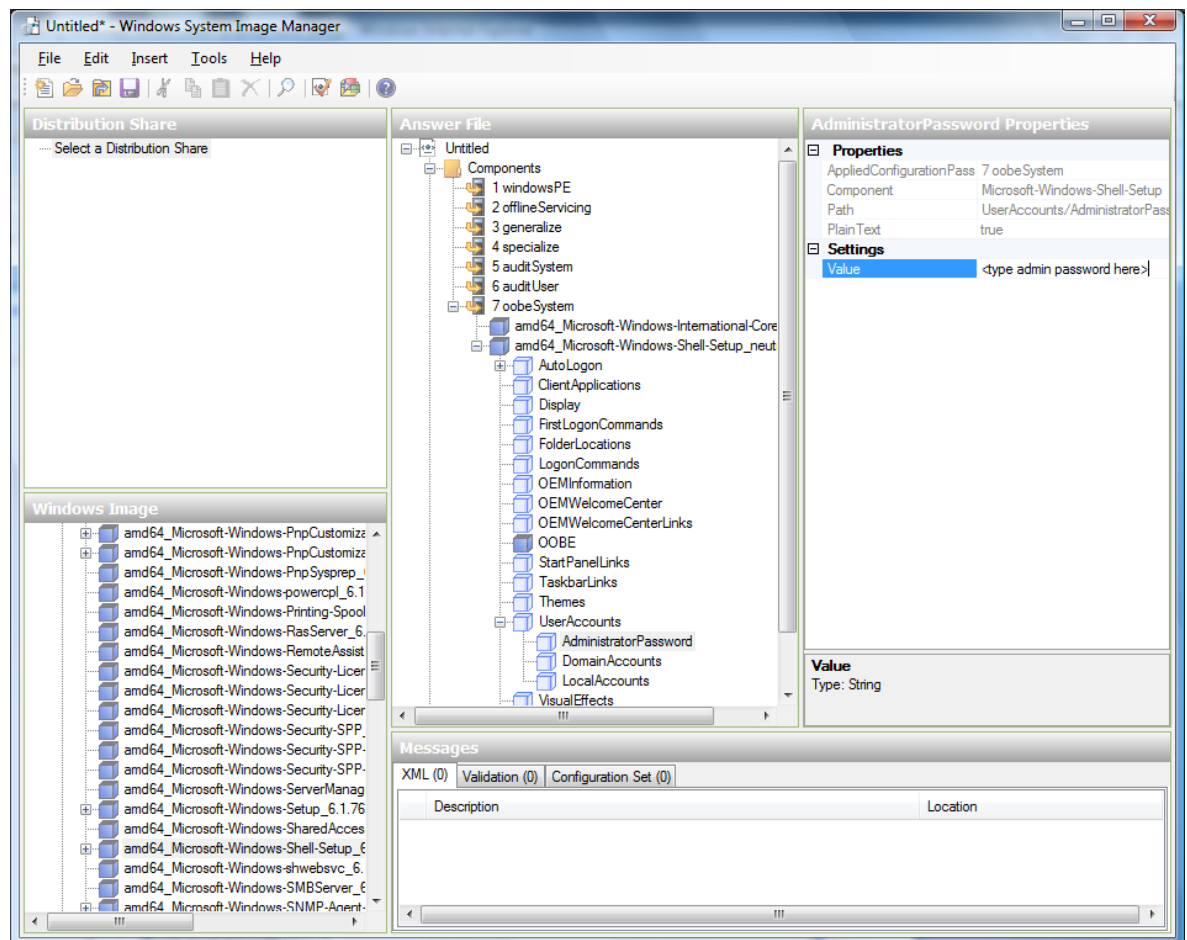 Untitled* - Windows System Image Manager
File Edit Insert Tools Help
Distribution Share
Select a Distribution Share
Windows Image
amd64_Microsoft-Windows-PnpCustomiza
amd64_Microsoft-Windows-PnpCustomiza
amd64_Microsoft-Windows-PnpSysprep_
amd64_Microsoft-Windows-powercpl_6.1
amd64_Microsoft-Windows-Printing-Spool
amd64_Microsoft-Windows-RasServer_6.
amd64_Microsoft-Windows-RemoteAssist
amd64_Microsoft-Windows-Security-Licer
amd64_Microsoft-Windows-Security-Licer
amd64_Microsoft-Windows-Security-Licer
amd64_Microsoft-Windows-Security-SPP_
amd64_Microsoft-Windows-Security-SPP-
amd64_Microsoft-Windows-Security-SPP-
amd64_Microsoft-Windows-ServerManag
amd64_Microsoft-Windows-Setup_6.1.76
amd64_Microsoft-Windows-SharedAcces
amd64_Microsoft-Windows-Shell-Setup_6
amd64_Microsoft-Windows-shwebsvc_6.
amd64_Microsoft-Windows-SMBServer_6
amd64_Microsoft-Windows-SNMP-Agent-
Answer File
Untitled
Components
1 windowsPE
2 offlineServicing
3 generalize
4 specialize
5 auditSystem
6 auditUser
7 oobeSystem
amd64_Microsoft-Windows-International-Core
amd64_Microsoft-Windows-Shell-Setup_neut
AutoLogon
ClientApplications
Display
FirstLogonCommands
FolderLocations
LogonCommands
OEMInformation
OEMWelcomeCenter
OEMWelcomeCenterLinks
OOBE
StartPanelLinks
TaskbarLinks
Themes
UserAccounts
AdministratorPassword
DomainAccounts
LocalAccounts
VisualEffects
AdministratorPassword Properties
Properties
AppliedConfigurationPass 7 oobeSystem
Component Microsoft-Windows-Shell-Setup
Path UserAccounts/AdministratorPass
PlainText true
Settings
Value <type admin password here>
Value
Type: String
Messages
XML (0) Validation (0) Configuration Set (0)
Description Location